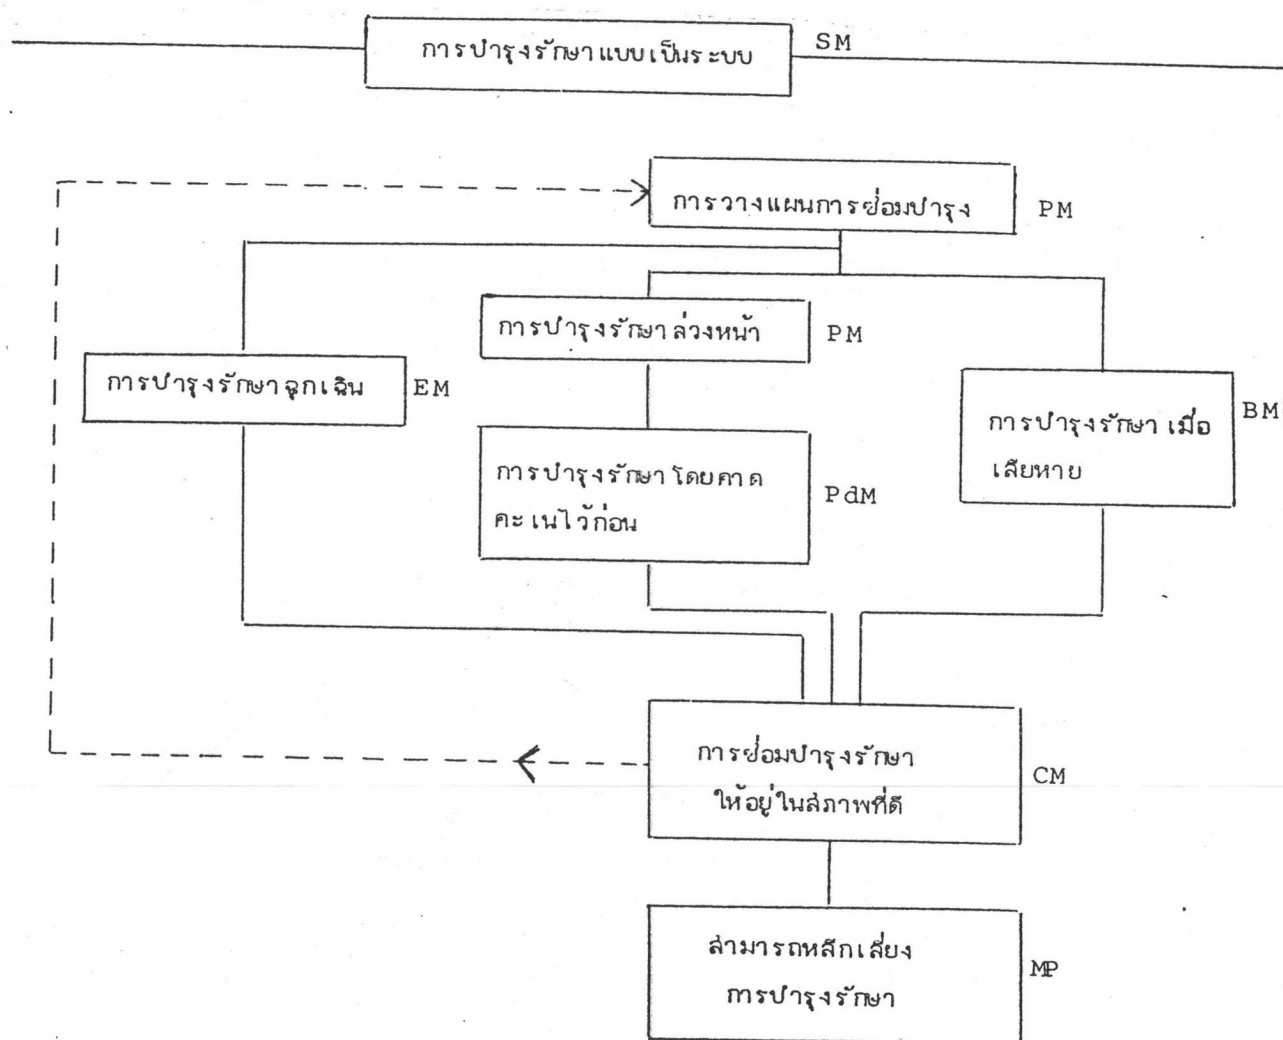 การบำรุงรักษาแบบเป็นระบบ SM
การวางแผนการซ่อมบำรุง PM
การบำรุงรักษาล่วงหน้า PM
การบำรุงรักษาฉุกเฉิน EM
การบำรุงรักษาเมื่อ BM
เสียหาย
การบำรุงรักษาโดยคาด PdM
คะเนไว้ก่อน
การซ่อมบำรุงรักษา CM
ให้อยู่ในสภาพที่ดี
สามารถหลีกเลี่ยง MP
การบำรุงรักษา